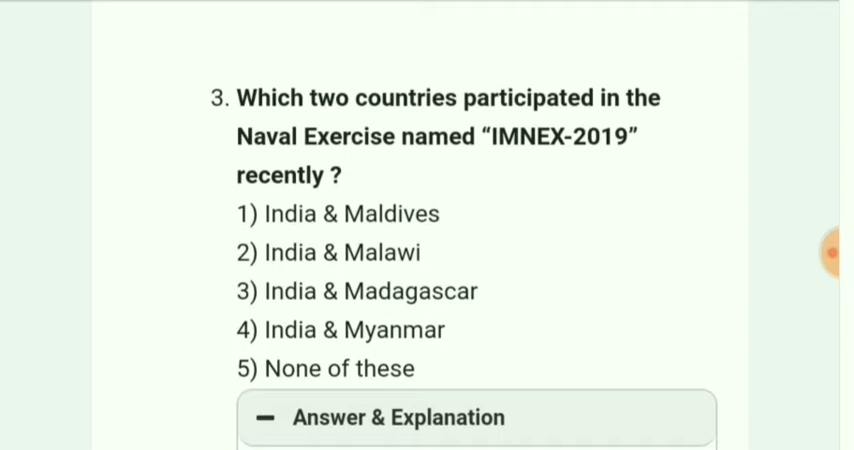 3. Which two countries participated in the
Naval Exercise named “IMNEX-2019”
recently ?
1) India & Maldives
2) India & Malawi
3) India & Madagascar
4) India & Myanmar
5) None of these
– Answer & Explanation